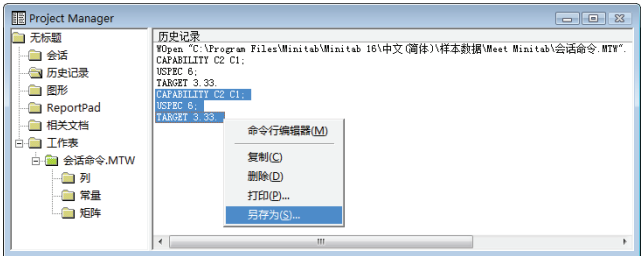 Project Manager
无标题
会话
历史记录
图形
ReportPad
相关文档
工作表
会话命令.MTW
列
常量
矩阵
历史记录
WOpen "C:\Program Files\Minitab\Minitab 16\中文(简体)\样本数据\Meet Minitab\会话命令.MTW".
CAPABILITY C2 C1;
USPEC 6;
TARGET 3.33.
CAPABILITY C2 C1;
USPEC 6;
TARGET 3.33.
命令行编辑器(M)
复制(C)
删除(D)
打印(P)...
另存为(S)...